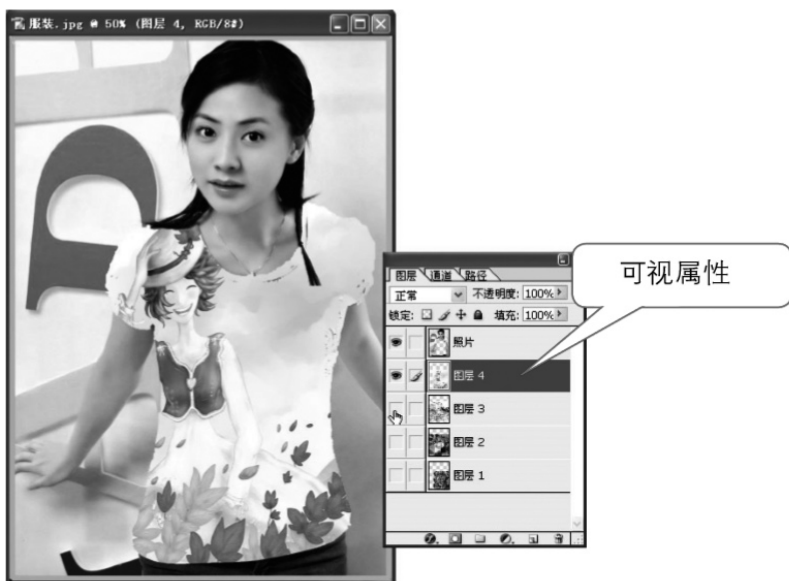 服装.jpg @ 50% (图层 4, RGB/8#)
可视属性
图层 通道 路径
正常 不透明度: 100%
锁定: 填充: 100%
照片
图层 4
图层 3
图层 2
图层 1